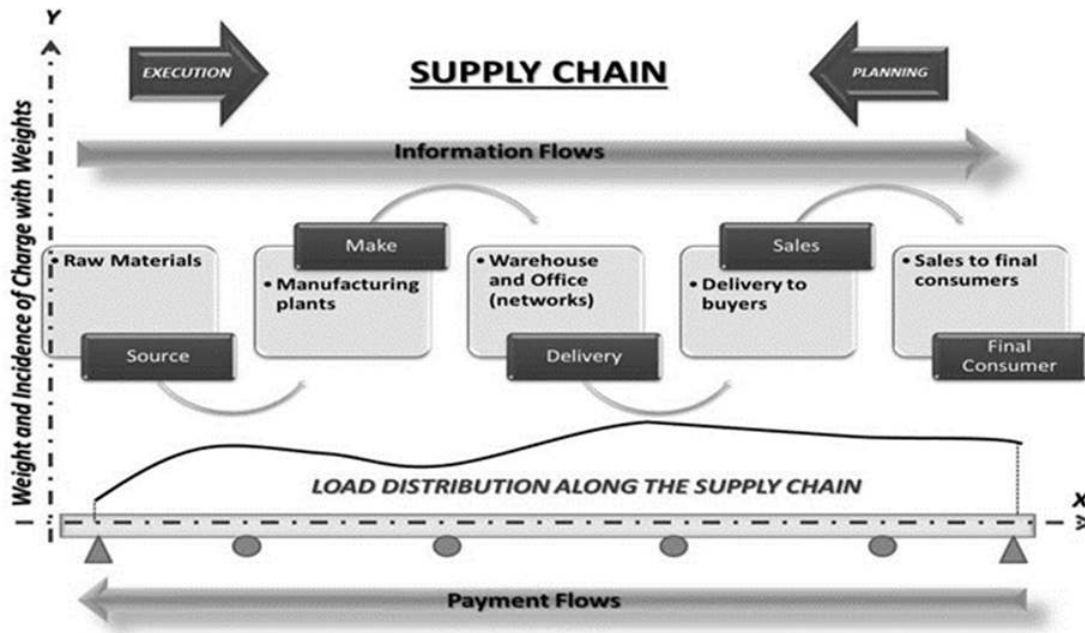 Y
EXECUTION
SUPPLY CHAIN
PLANNING
Information Flows
Weight and Incidence of Charge with Weights
• Raw Materials
Source
Make
• Manufacturing
plants
• Warehouse
and Office
(networks)
Delivery
Sales
• Delivery to
buyers
• Sales to final
consumers
Final
Consumer
LOAD DISTRIBUTION ALONG THE SUPPLY CHAIN
X
Payment Flows